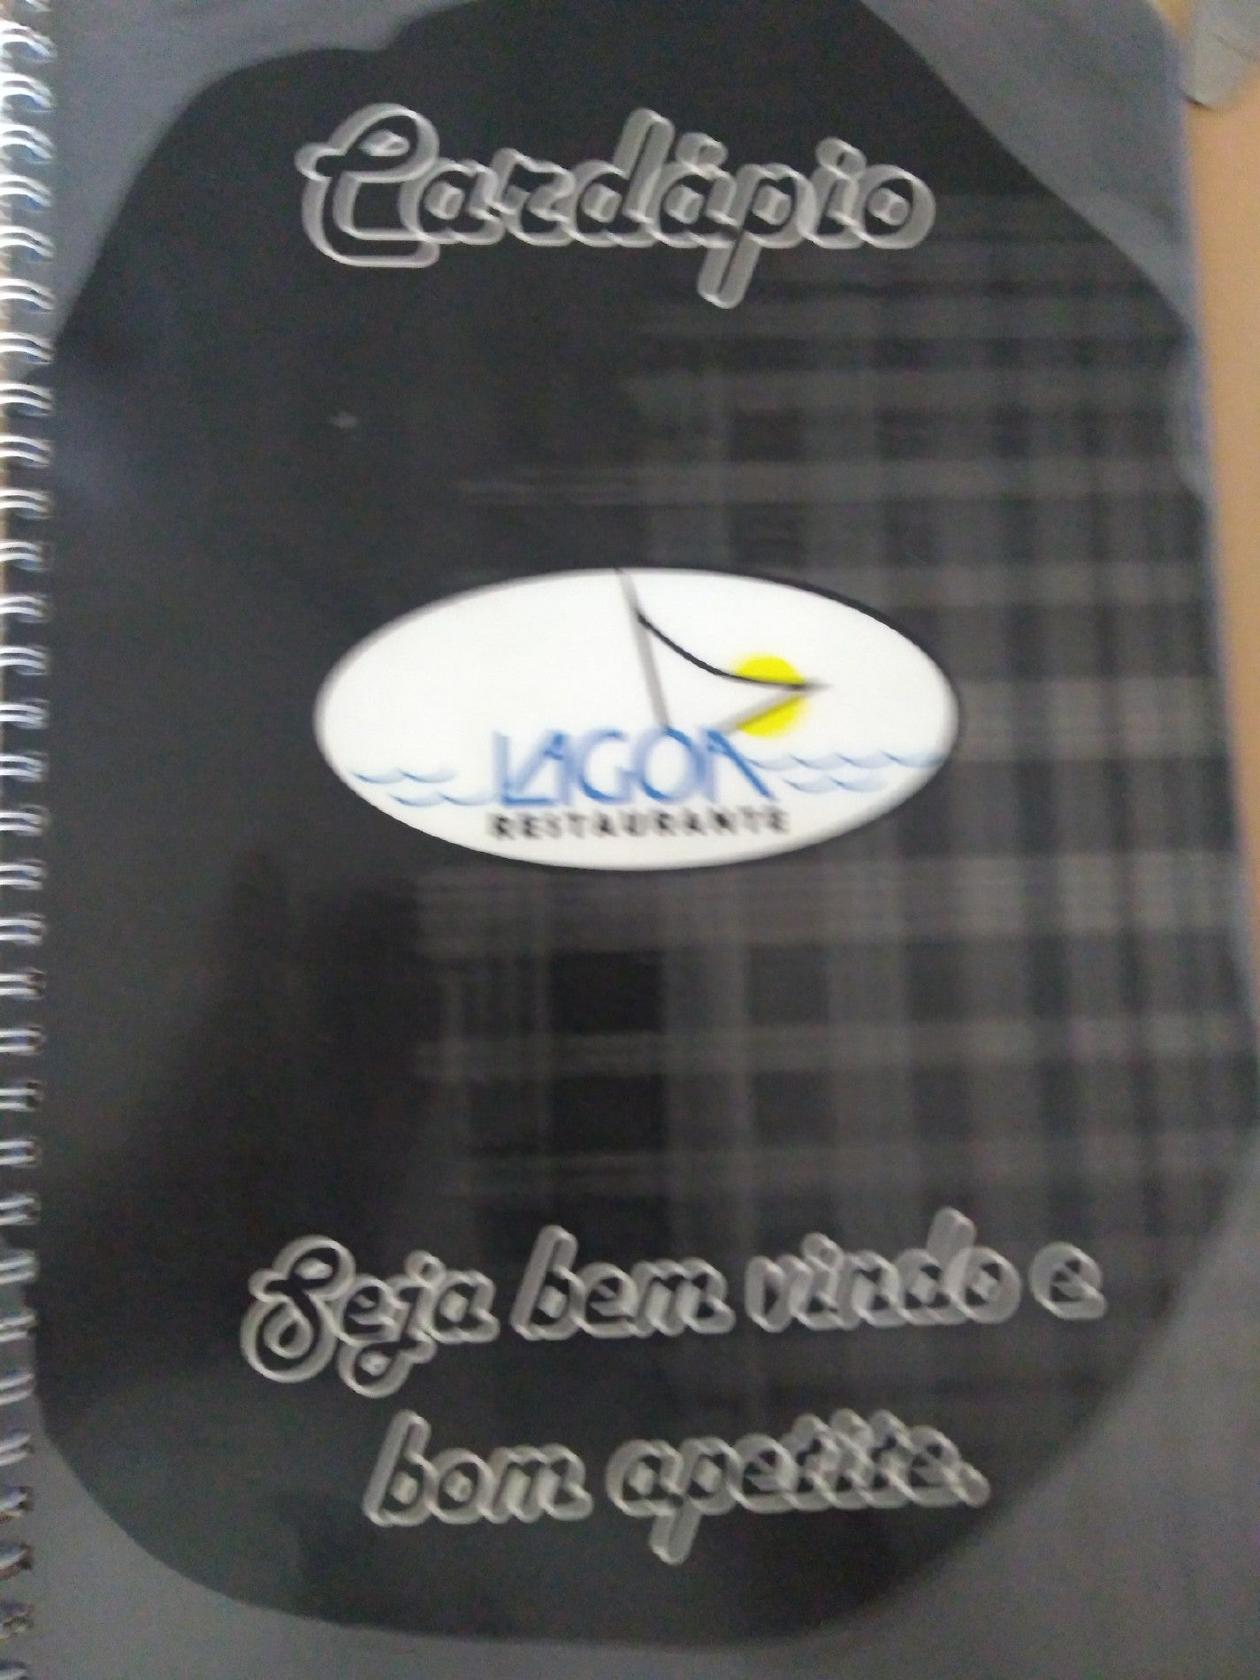 Cardápio
LAGOA
RESTAURANTE
Seja bem vindo e
bom apetite.